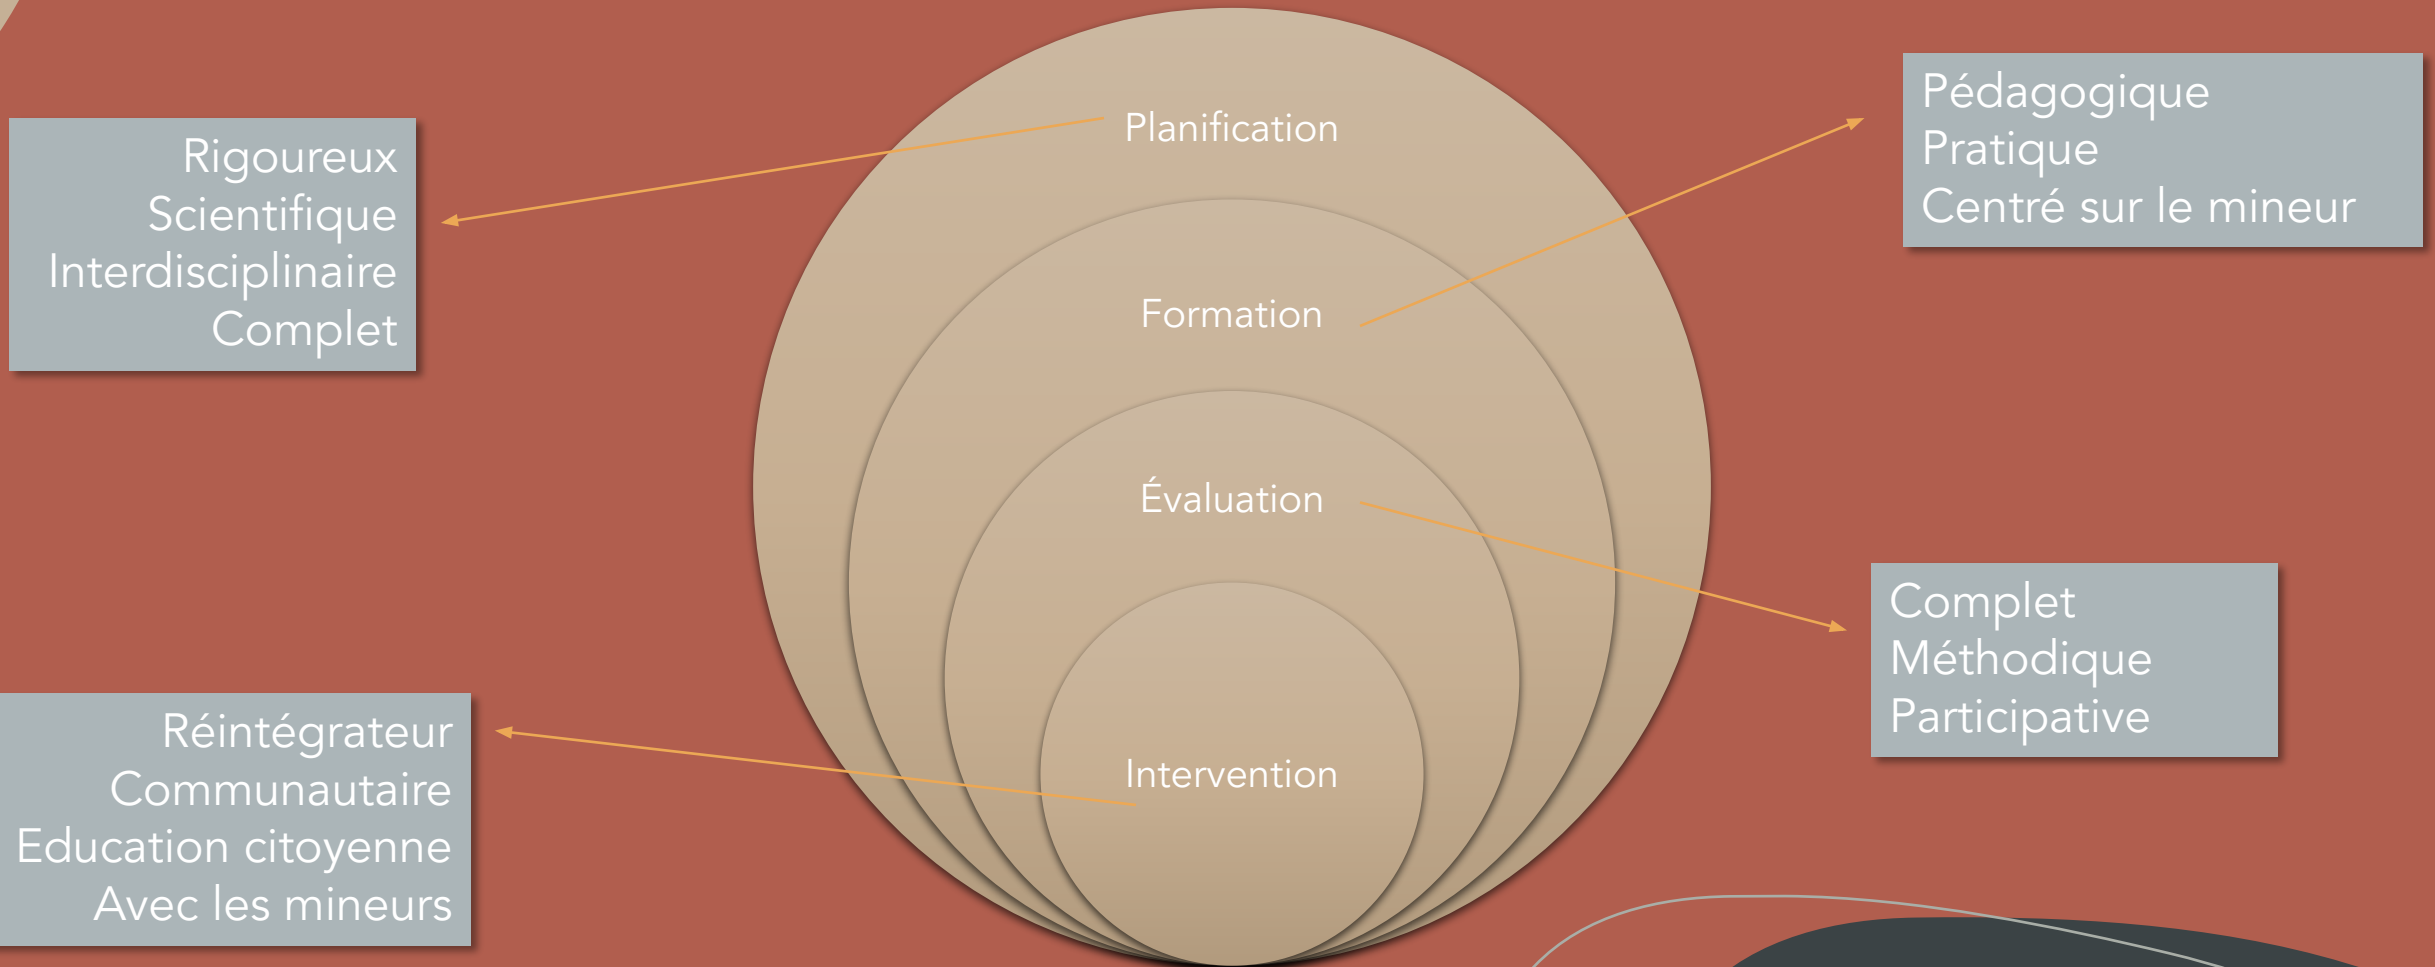 Planification
Rigoureux
Scientifique
Interdisciplinaire
Complet
Formation
Pédagogique
Pratique
Centré sur le mineur
Évaluation
Complet
Méthodique
Participative
Intervention
Réintégrateur
Communautaire
Education citoyenne
Avec les mineurs